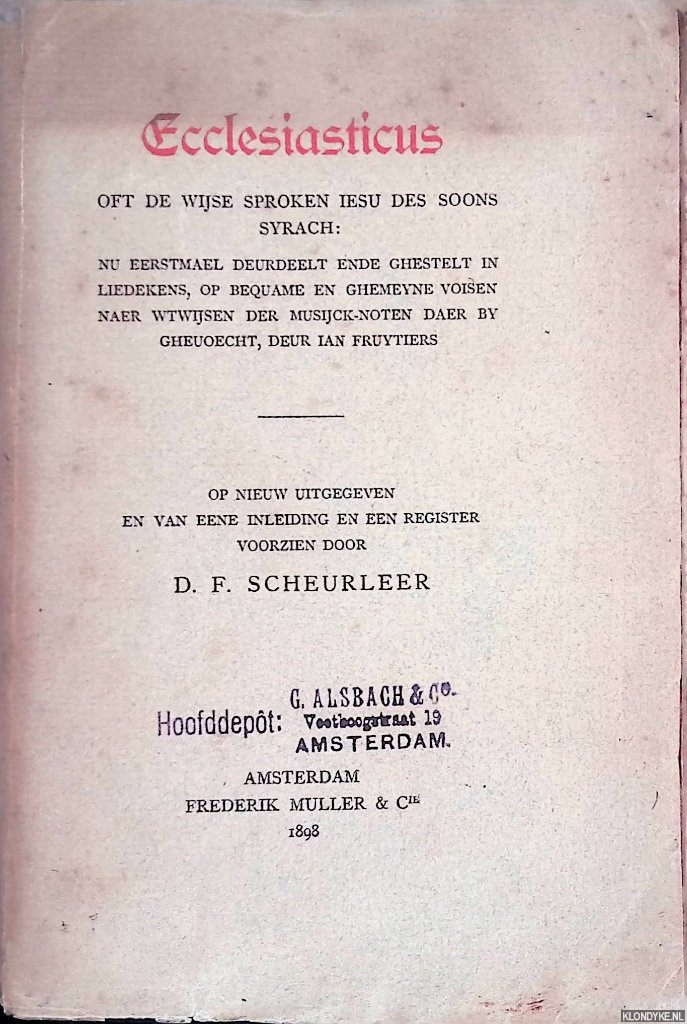 Ecclesiasticus
OFT DE WIJSE SPROKEN IESU DES SOONS
SYRACH:
NU EERSTMAEL DEURDEELT ENDE GHESTELT IN
LIEDEKENS, OP BEQUAME EN GHEMEYNE VOISEN
NAER WTWIJSEN DER MUSIJCK-NOTEN DAER BY
GHEUOECHT, DEUR IAN FRUYTIERS
OP NIEUW UITGEGEVEN
EN VAN EENE INLEIDING EN EEN REGISTER
VOORZIEN DOOR
D. F. SCHEURLEER
G. ALSBACH & Co.
Hoofddepôt: 19
AMSTERDAM.
AMSTERDAM
FREDERIK MULLER & CIE
1898
KLONDYKE.NL